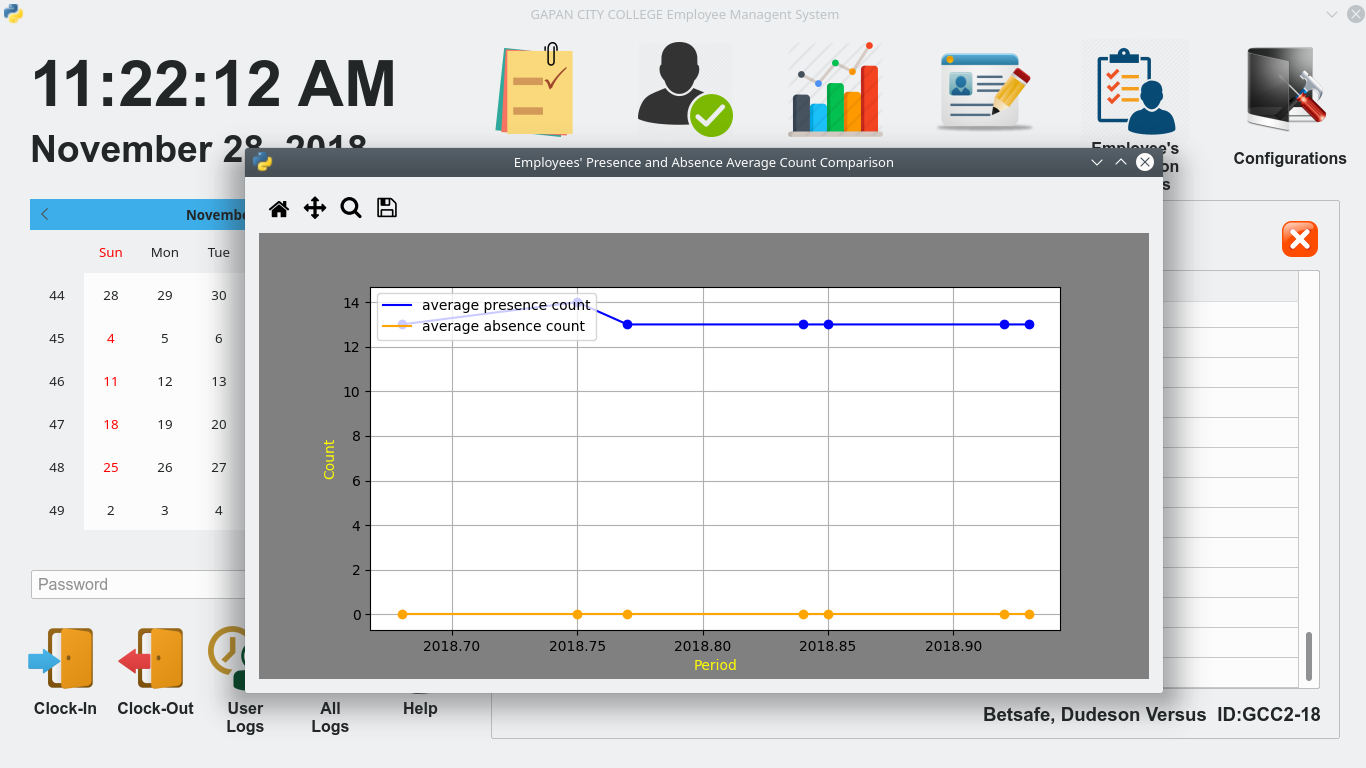 GAPAN CITY COLLEGE Employee Managent System
11:22:12 AM
November 28, 2018
Employee's
on
s
Configurations
Employees' Presence and Absence Average Count Comparison
Novembe
Sun Mon Tue
44 28 29 30
45 4 5 6
46 11 12 13
47 18 19 20
48 25 26 27
49 2 3 4
average presence count
average absence count
14
12
10
8
6
4
2
0
Count
2018.70 2018.75 2018.80 2018.85 2018.90
Period
Password
Clock-In
Clock-Out
User
Logs
All
Logs
Help
Betsafe, Dudeson Versus ID:GCC2-18